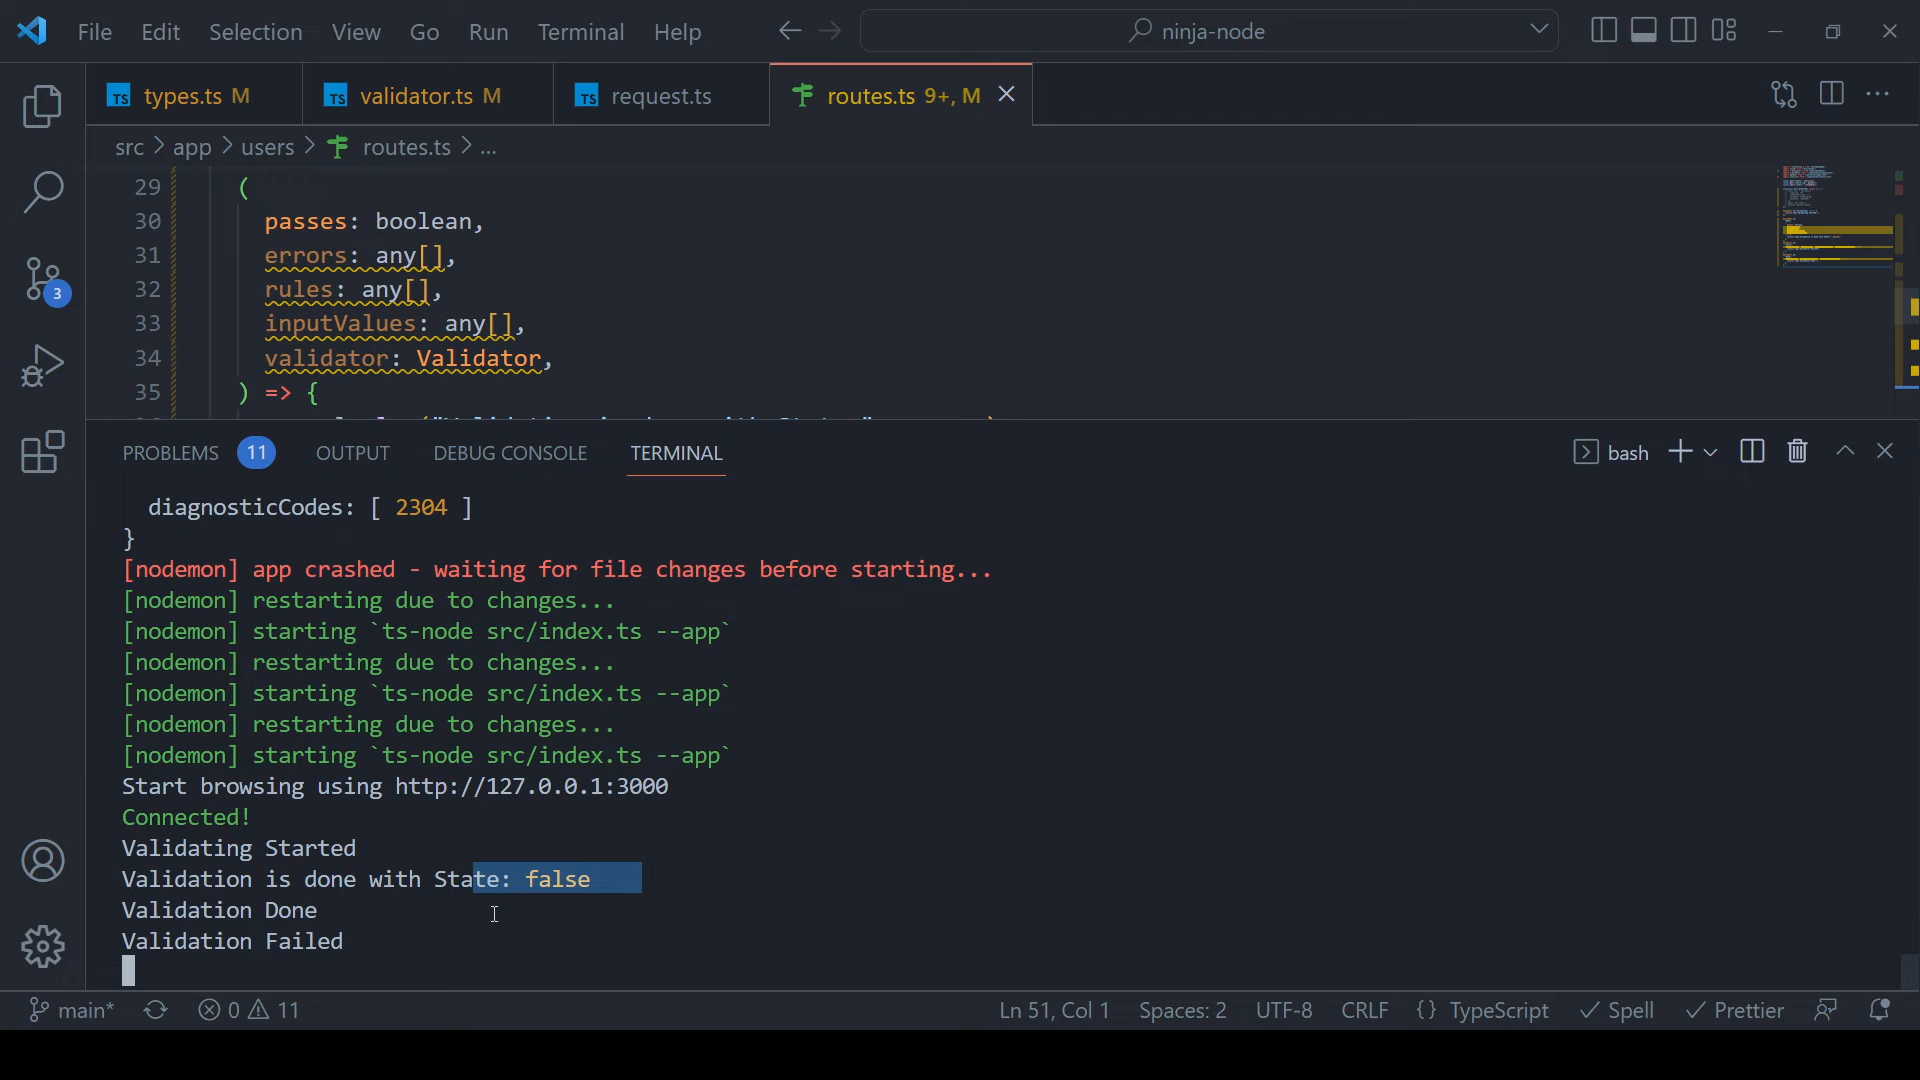 File Edit Selection View Go Run Terminal Help ninja-node
TS types.ts M TS validator.ts M TS request.ts routes.ts 9+, M
src > app > users > routes.ts > ...
29 (
30 passes: boolean,
31 errors: any[],
32 rules: any[],
33 inputValues: any[],
34 validator: Validator,
35 ) => {
PROBLEMS 11 OUTPUT DEBUG CONSOLE TERMINAL bash
diagnosticCodes: [ 2304 ]
}
[nodemon] app crashed - waiting for file changes before starting...
[nodemon] restarting due to changes...
[nodemon] starting `ts-node src/index.ts --app`
[nodemon] restarting due to changes...
[nodemon] starting `ts-node src/index.ts --app`
[nodemon] restarting due to changes...
[nodemon] starting `ts-node src/index.ts --app`
Start browsing using http://127.0.0.1:3000
Connected!
Validating Started
Validation is done with State: false
Validation Done
Validation Failed
3
main* 0 11 Ln 51, Col 1 Spaces: 2 UTF-8 CRLF {} TypeScript Spell Prettier